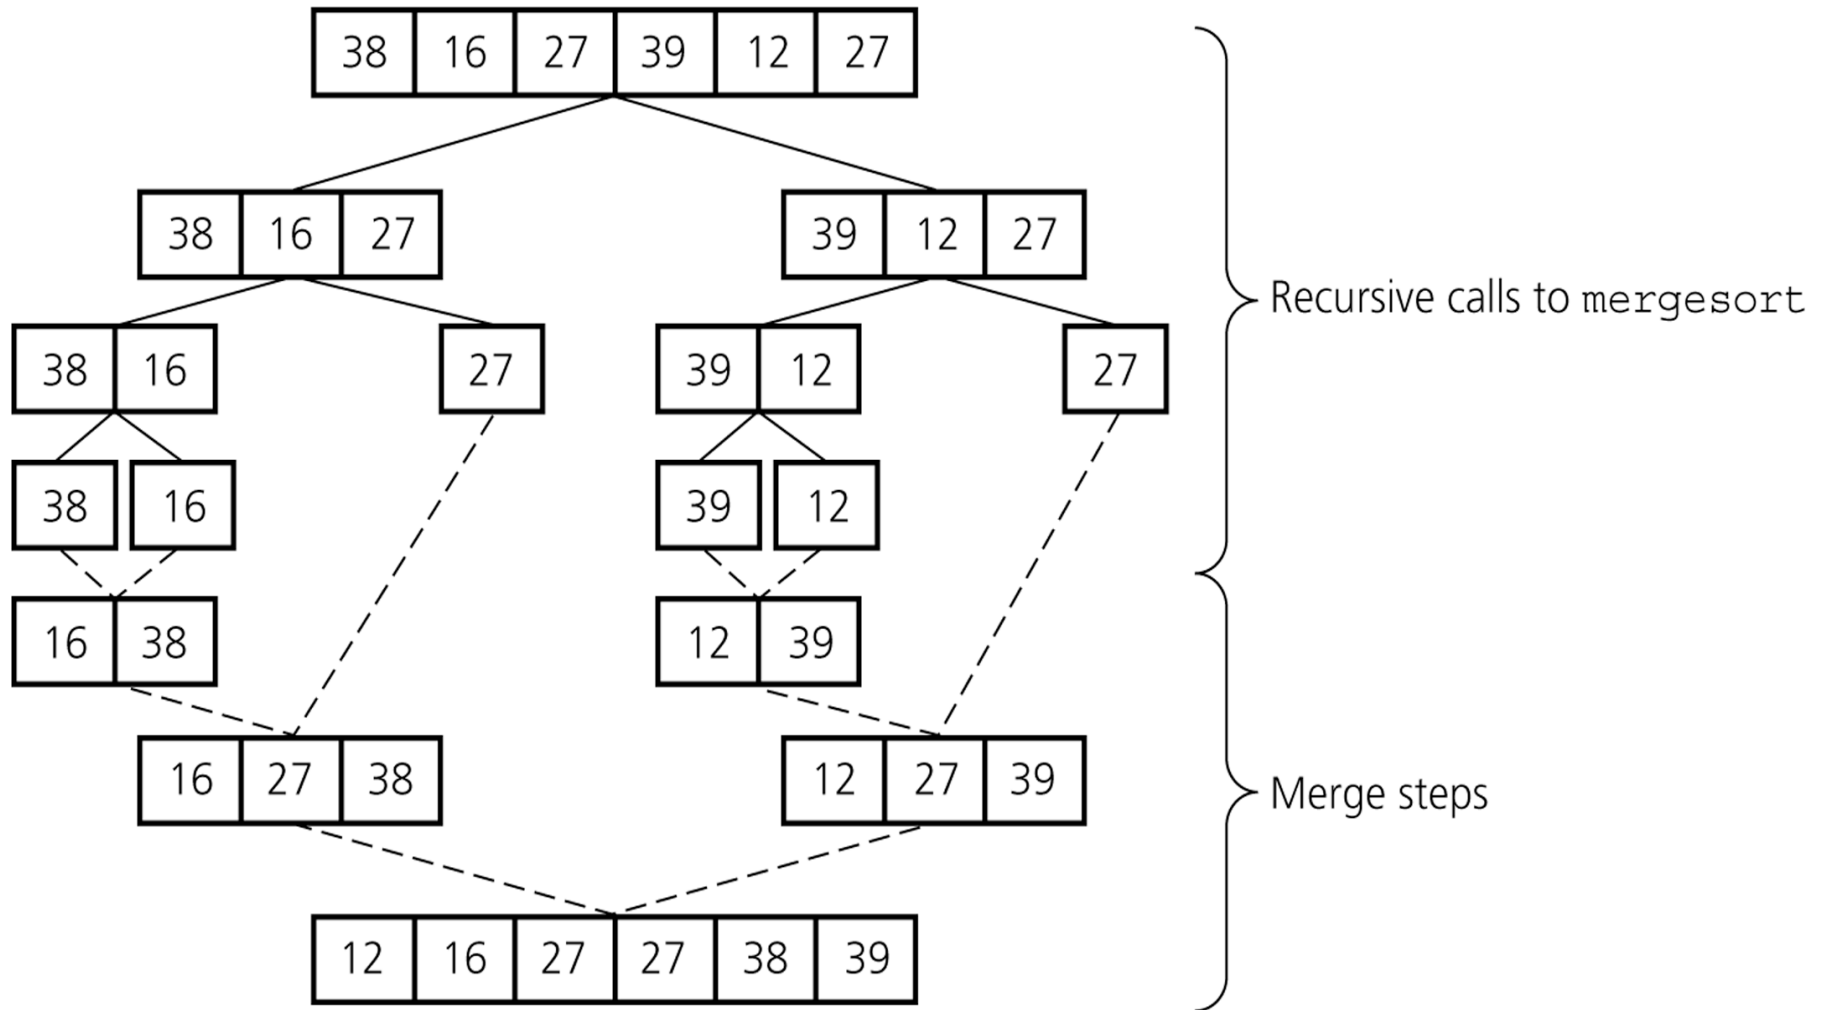 38 16 27 39 12 27
38 16 27 39 12 27
Recursive calls to mergesort
38 16 27 39 12 27
38 16 39 12
16 38 12 39
16 27 38 12 27 39
Merge steps
12 16 27 27 38 39